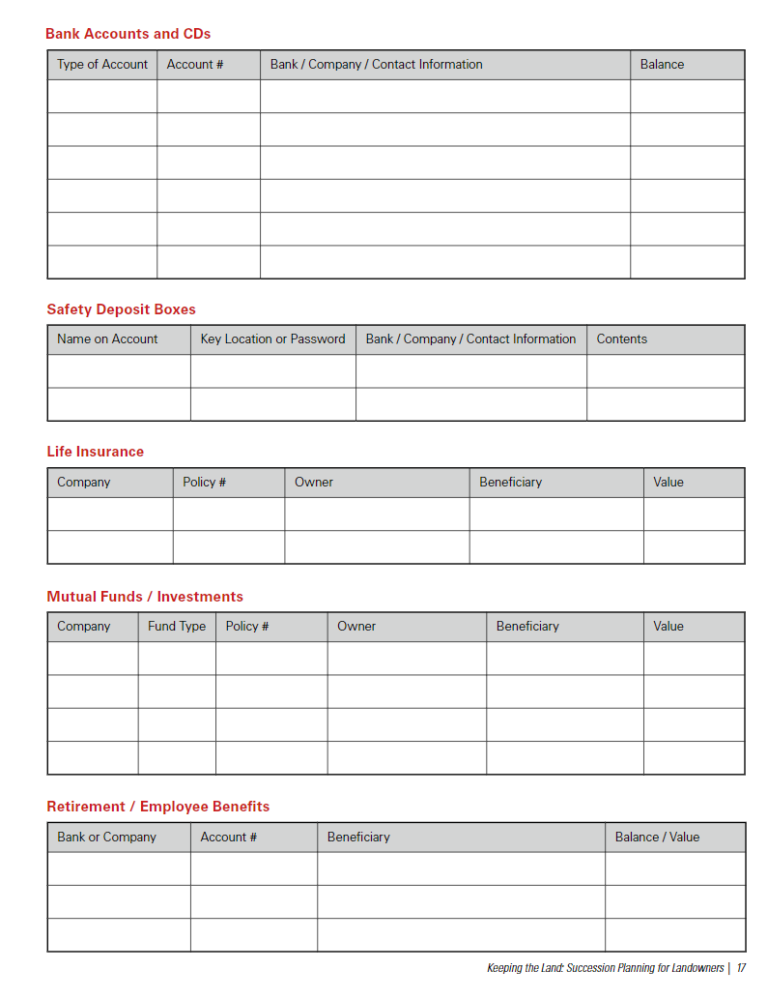 Bank Accounts and CDs
Type of Account Account # Bank / Company / Contact Information Balance
Safety Deposit Boxes
Name on Account Key Location or Password Bank / Company / Contact Information Contents
Life Insurance
Company Policy # Owner Beneficiary Value
Mutual Funds / Investments
Company Fund Type Policy # Owner Beneficiary Value
Retirement / Employee Benefits
Bank or Company Account # Beneficiary Balance / Value
Keeping the Land: Succession Planning for Landowners | 17